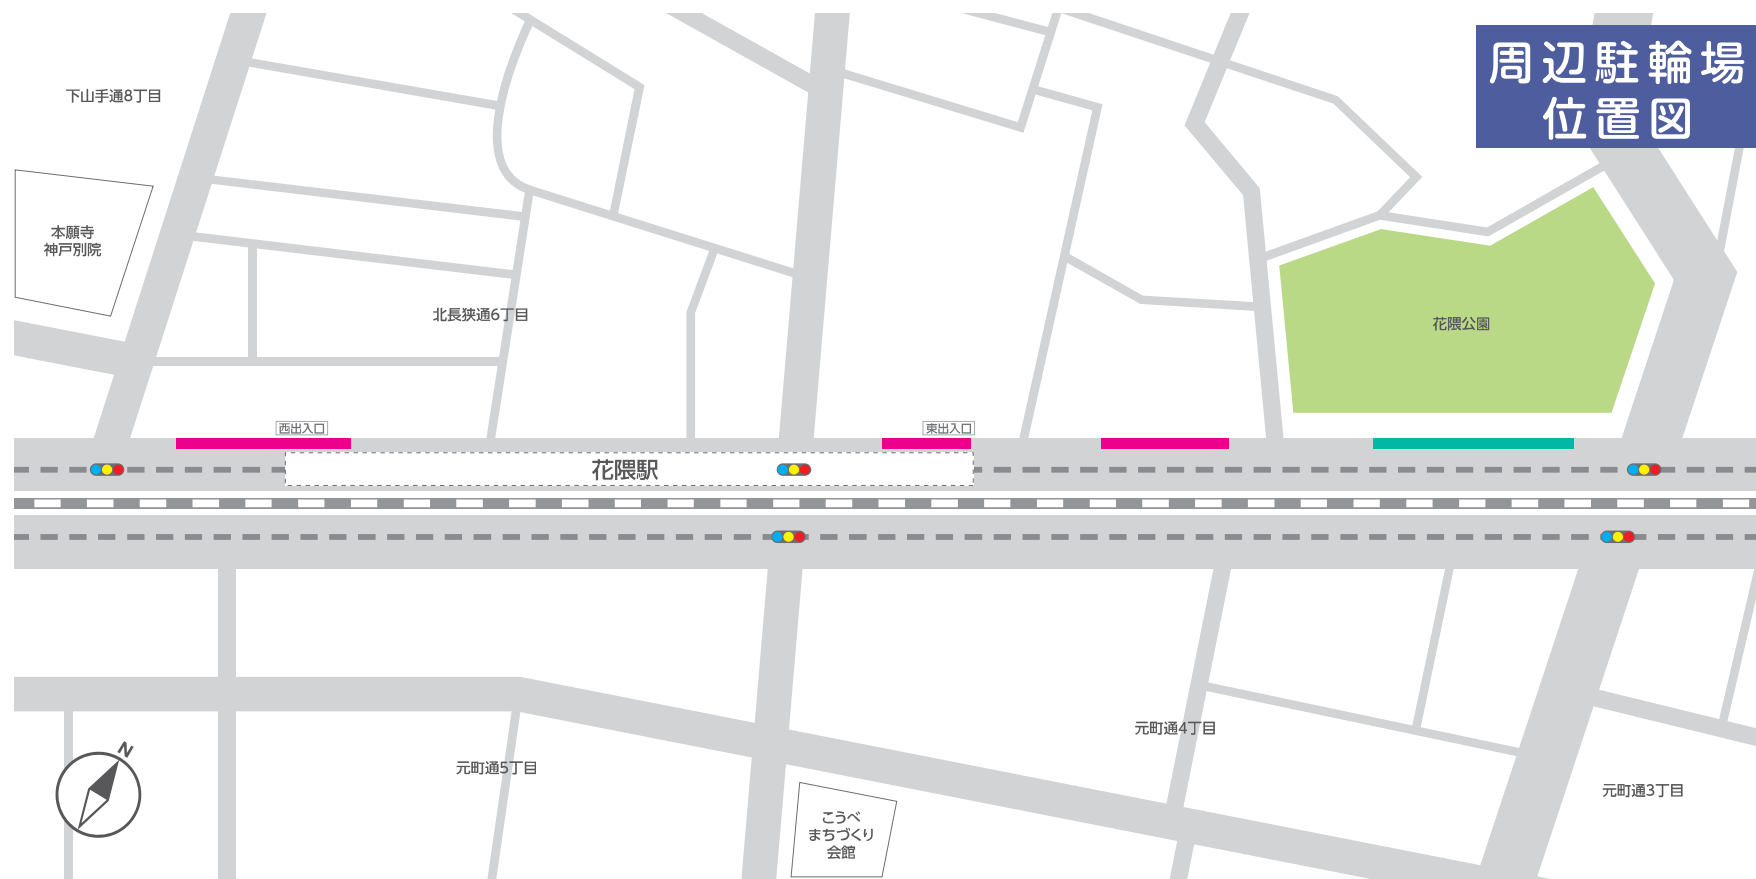 周辺駐輪場
位置図
下山手通8丁目
本願寺
神戸別院
北長狭通6丁目
花隈公園
西出入口
東出入口
花隈駅
元町通4丁目
元町通5丁目
元町通3丁目
こうべ
まちづくり
会館
N